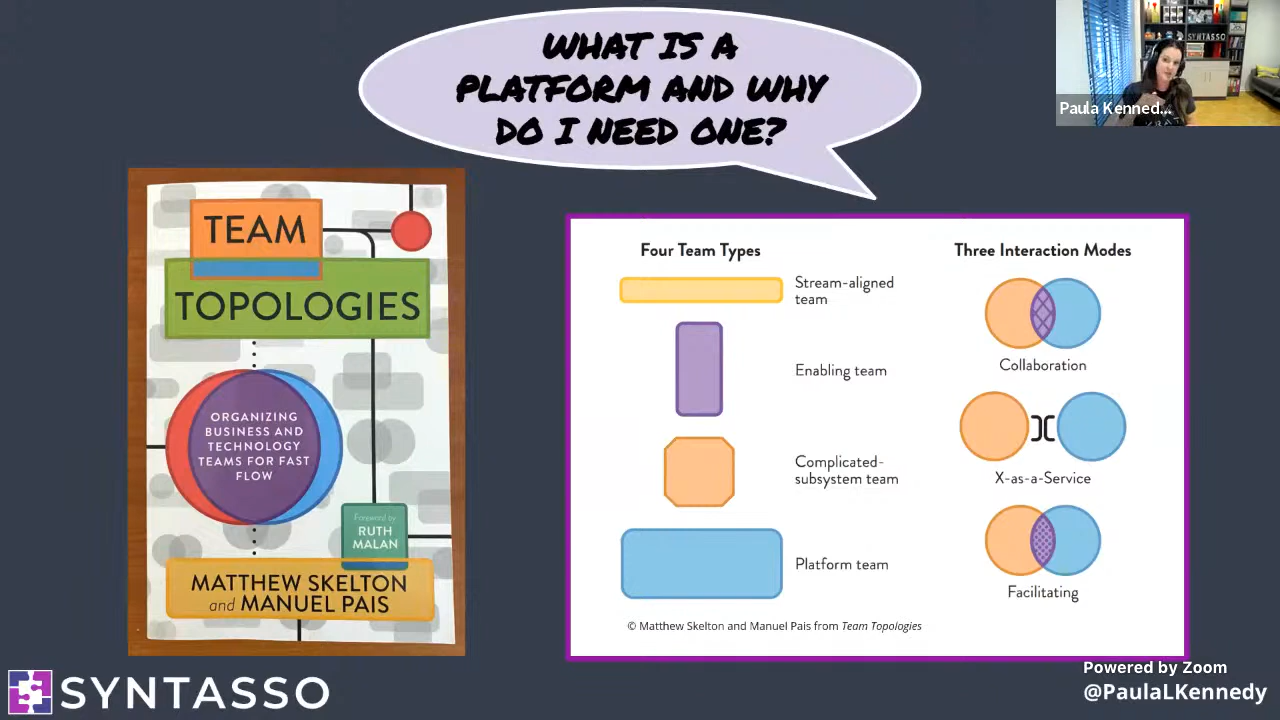 WHAT IS A
PLATFORM AND WHY
DO I NEED ONE?
SYNTASSO
Paula Kenned...
TEAM
TOPOLOGIES
ORGANIZING
BUSINESS AND
TECHNOLOGY
TEAMS FOR FAST
FLOW
Foreword by
RUTH
MALAN
MATTHEW SKELTON
and MANUEL PAIS
Four Team Types
Stream-aligned
team
Enabling team
Complicated-
subsystem team
Platform team
Three Interaction Modes
Collaboration
X-as-a-Service
Facilitating
© Matthew Skelton and Manuel Pais from Team Topologies
SYNTASSO
Powered by Zoom
@PaulaLKennedy